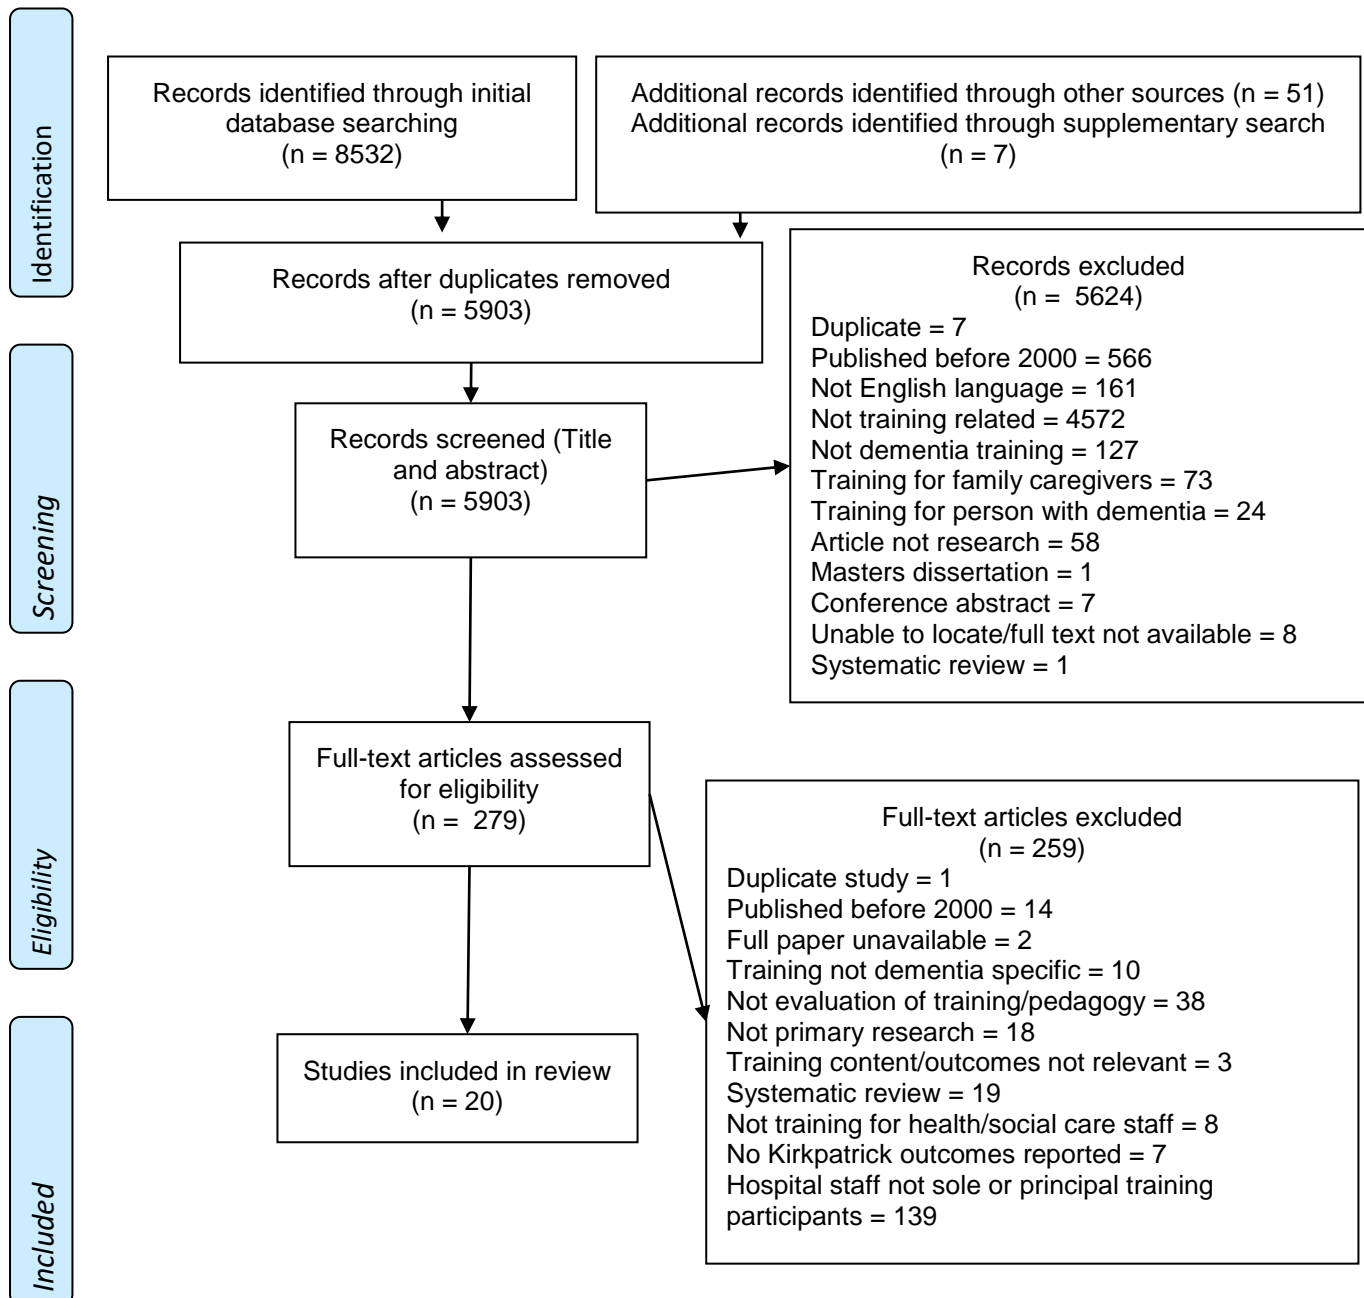 Identification
Records identified through initial
database searching
(n = 8532)
Additional records identified through other sources (n = 51)
Additional records identified through supplementary search
(n = 7)
Records after duplicates removed
(n = 5903)
Screening
Records screened (Title
and abstract)
(n = 5903)
Records excluded
(n =  5624)
Duplicate = 7
Published before 2000 = 566
Not English language = 161
Not training related = 4572
Not dementia training = 127
Training for family caregivers = 73
Training for person with dementia = 24
Article not research = 58
Masters dissertation = 1
Conference abstract = 7
Unable to locate/full text not available = 8
Systematic review = 1
Eligibility
Full-text articles assessed
for eligibility
(n =  279)
Full-text articles excluded
(n = 259)
Duplicate study = 1
Published before 2000 = 14
Full paper unavailable = 2
Training not dementia specific = 10
Not evaluation of training/pedagogy = 38
Not primary research = 18
Training content/outcomes not relevant = 3
Systematic review = 19
Not training for health/social care staff = 8
No Kirkpatrick outcomes reported = 7
Hospital staff not sole or principal training
participants = 139
Included
Studies included in review
(n = 20)